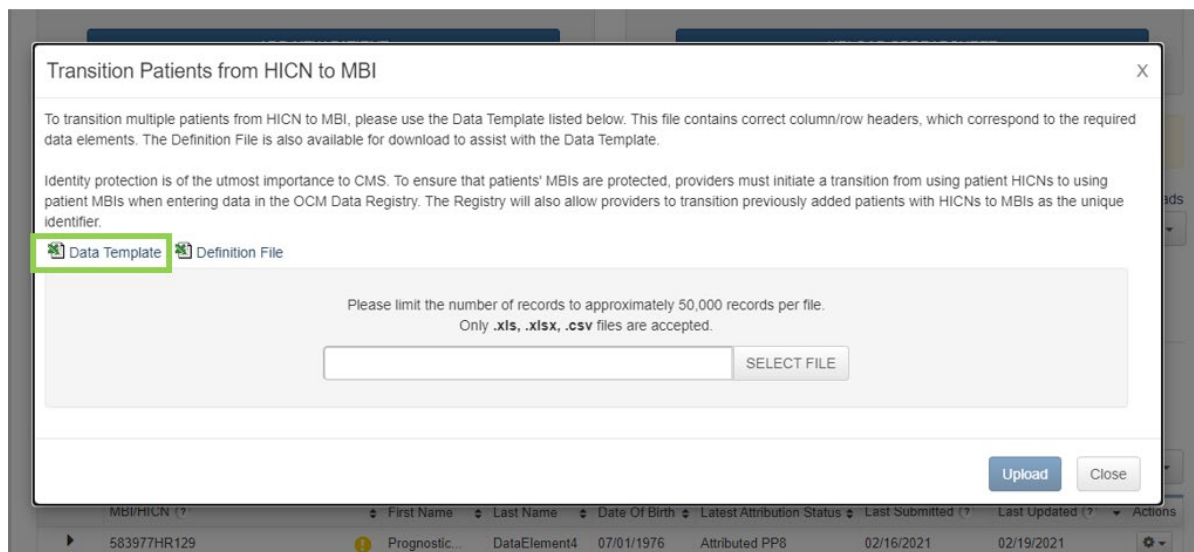 Transition Patients from HICN to MBI
X
To transition multiple patients from HICN to MBI, please use the Data Template listed below. This file contains correct column/row headers, which correspond to the required
data elements. The Definition File is also available for download to assist with the Data Template.
Identity protection is of the utmost importance to CMS. To ensure that patients' MBIs are protected, providers must initiate a transition from using patient HICNs to using
patient MBIs when entering data in the OCM Data Registry. The Registry will also allow providers to transition previously added patients with HICNs to MBIs as the unique
identifier.
ads
Data Template Definition File
Please limit the number of records to approximately 50,000 records per file.
Only .xls, .xlsx, .csv files are accepted.
SELECT FILE
Upload Close
MBI/HICN (? First Name Last Name Date Of Birth Latest Attribution Status Last Submitted (? Last Updated (? Actions
583977HR129 Prognostic... DataElement4 07/01/1976 Attributed PP8 02/16/2021 02/19/2021